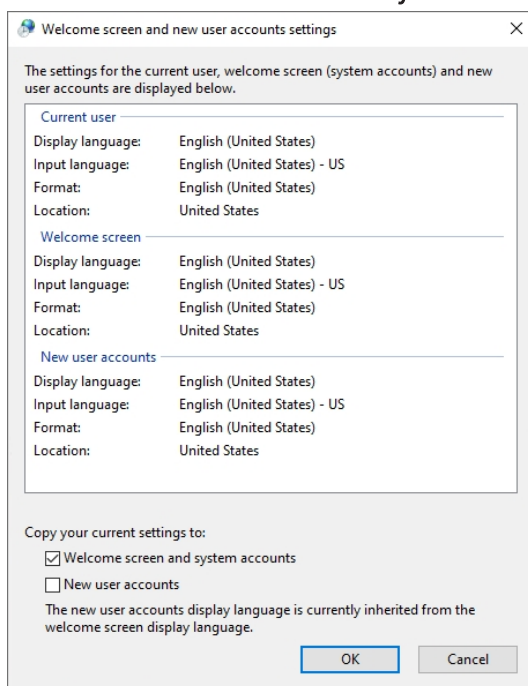 Welcome screen and new user accounts settings
The settings for the current user, welcome screen (system accounts) and new
user accounts are displayed below.
Current user
Display language: English (United States)
Input language: English (United States) - US
Format: English (United States)
Location: United States
Welcome screen
Display language: English (United States)
Input language: English (United States) - US
Format: English (United States)
Location: United States
New user accounts
Display language: English (United States)
Input language: English (United States) - US
Format: English (United States)
Location: United States
Copy your current settings to:
Welcome screen and system accounts
New user accounts
The new user accounts display language is currently inherited from the
welcome screen display language.
OK Cancel